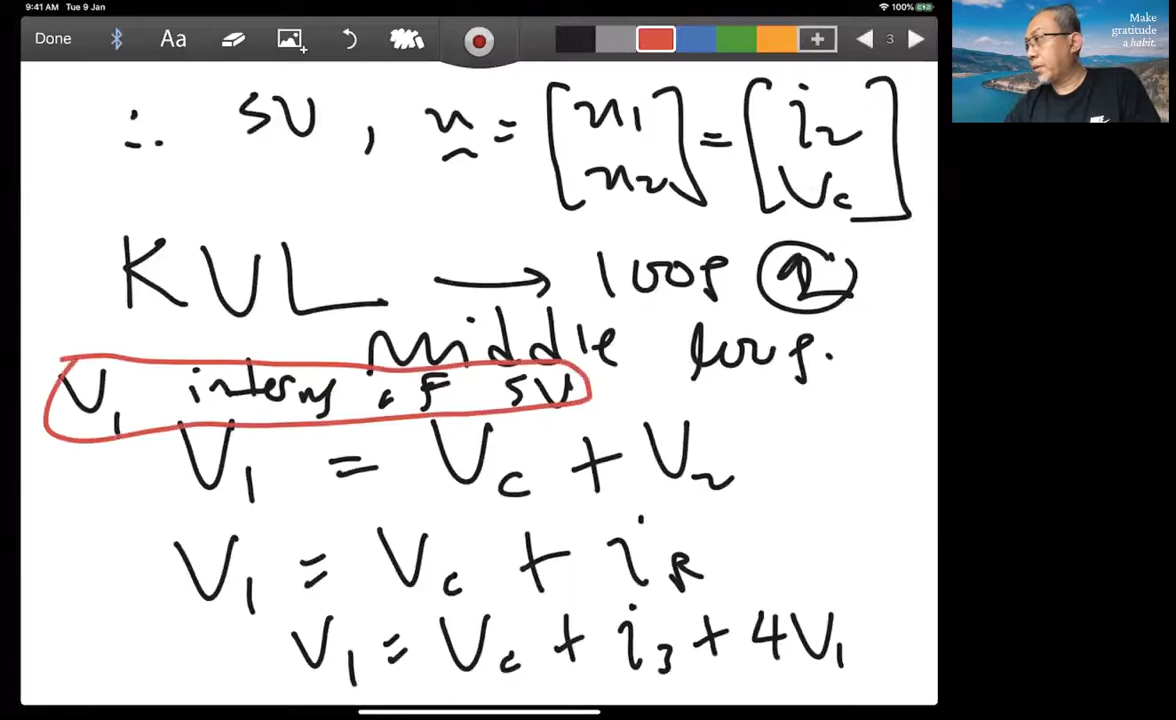 9:41 AM Tue 9 Jan
100%
Done
Aa
3
Make
gratitude
a habit.
∴ SV, x = [x1 x2] = [i2 Vc]
KVL → loop 2
middle loop.
V1 interms of SV
V1 = Vc + V2
V1 = Vc + iR
V1 = Vc + i3 + 4V1